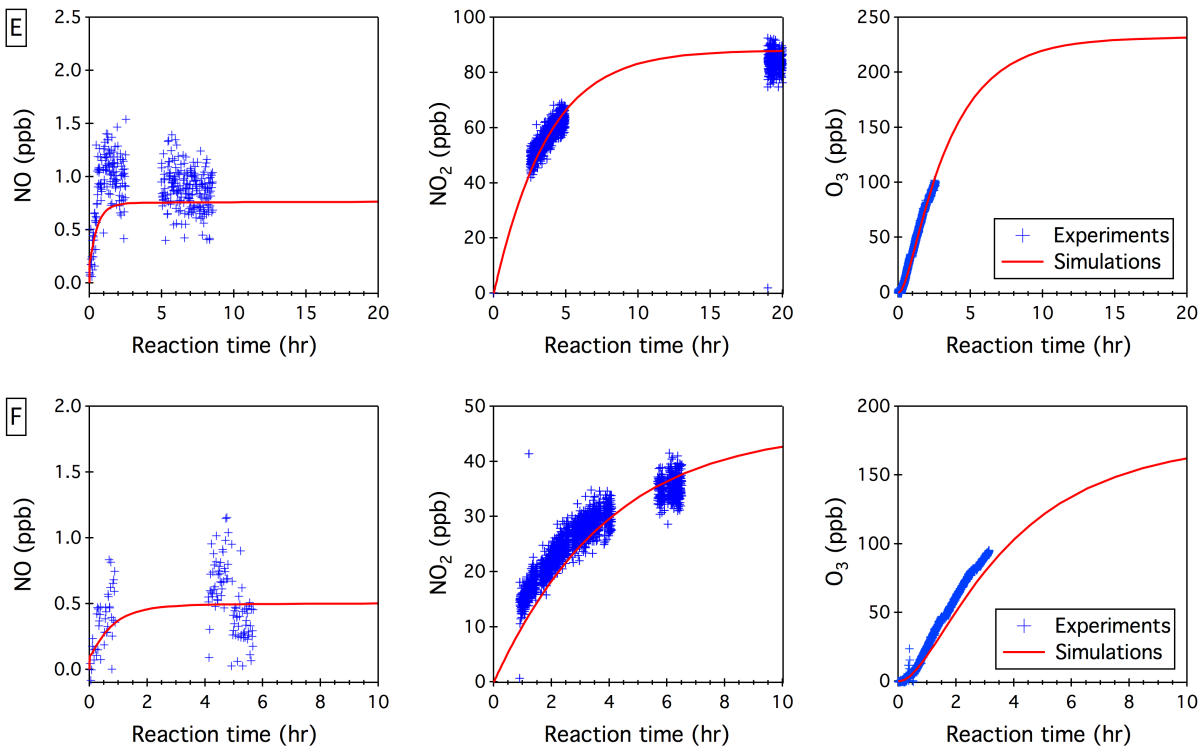 E
NO (ppb)
2.5
2.0
1.5
1.0
0.5
0.0
0 5 10 15 20
Reaction time (hr)
NO₂ (ppb)
100
80
60
40
20
0
0 5 10 15 20
Reaction time (hr)
O₃ (ppb)
250
200
150
100
50
0
0 5 10 15 20
Reaction time (hr)
Experiments
Simulations
F
NO (ppb)
2.0
1.5
1.0
0.5
0.0
0 2 4 6 8 10
Reaction time (hr)
NO₂ (ppb)
50
40
30
20
10
0
0 2 4 6 8 10
Reaction time (hr)
O₃ (ppb)
200
150
100
50
0
0 2 4 6 8 10
Reaction time (hr)
Experiments
Simulations